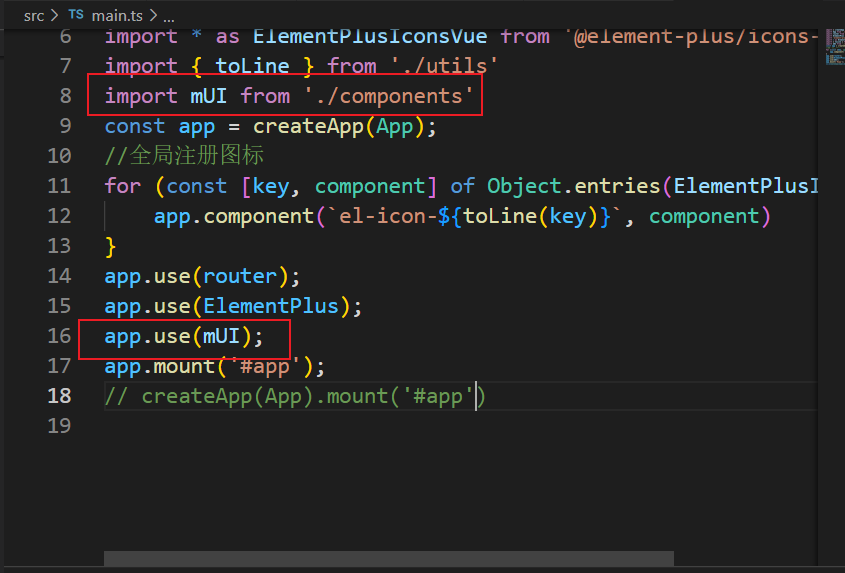 src > TS main.ts > ...
6 import * as ElementPlusIconsVue from '@element-plus/icons-
7 import { toLine } from './utils'
8 import mUI from './components'
9 const app = createApp(App);
10 //全局注册图标
11 for (const [key, component] of Object.entries(ElementPlusI
12 app.component(`el-icon-${toLine(key)}`, component)
13 }
14 app.use(router);
15 app.use(ElementPlus);
16 app.use(mUI);
17 app.mount('#app');
18 // createApp(App).mount('#app')
19